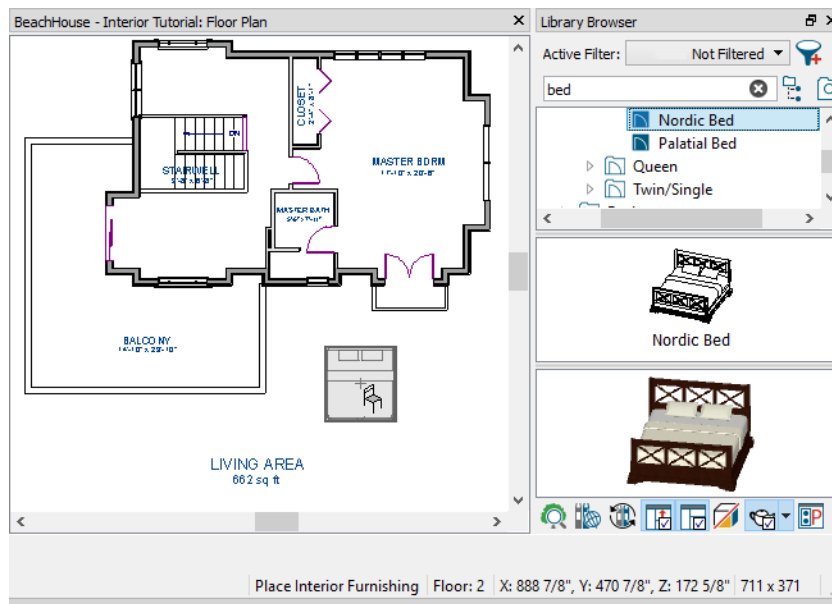 BeachHouse - Interior Tutorial: Floor Plan
Library Browser
Active Filter: Not Filtered
bed
Nordic Bed
Palatial Bed
Queen
Twin/Single
CLOSET
DN
STAIRWELL
MASTER BDRM
MASTER BATH
BALCONY
LIVING AREA
662 sq ft
Nordic Bed
Place Interior Furnishing
Floor: 2
X: 888 7/8", Y: 470 7/8", Z: 172 5/8"
711 x 371